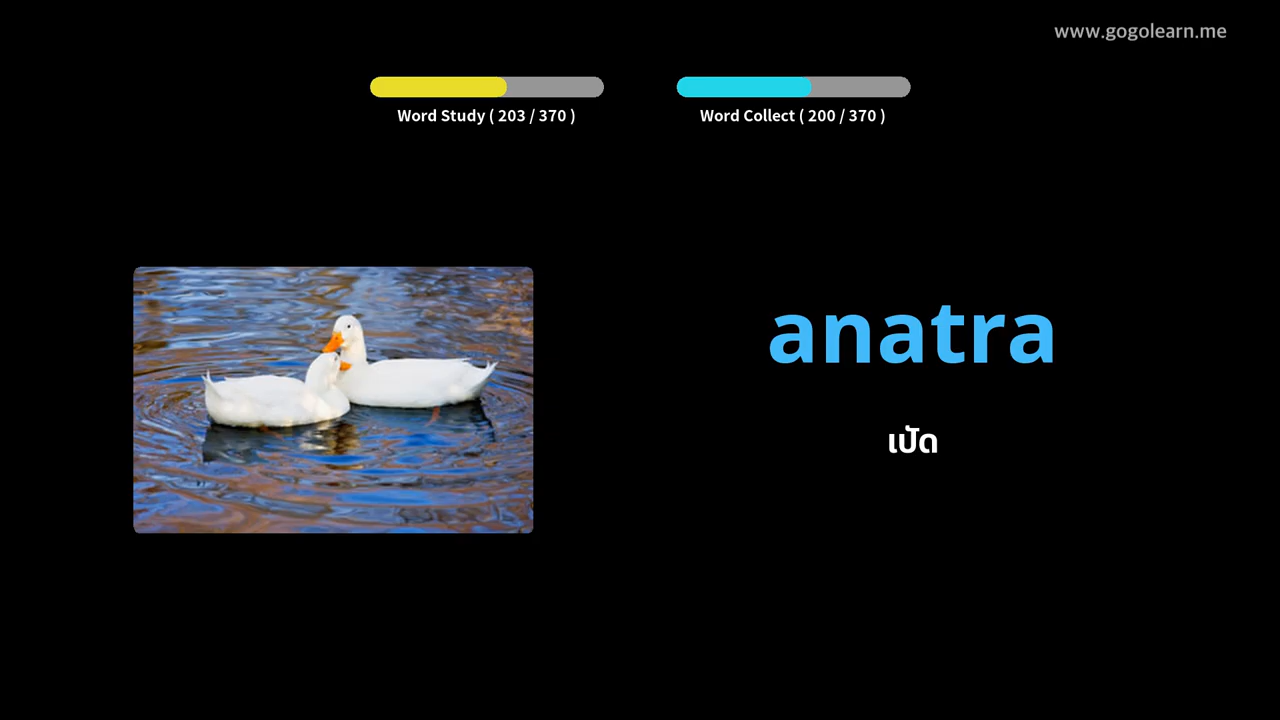 www.gogolearn.me
Word Study ( 203 / 370 )
Word Collect ( 200 / 370 )
anatra
เป็ด